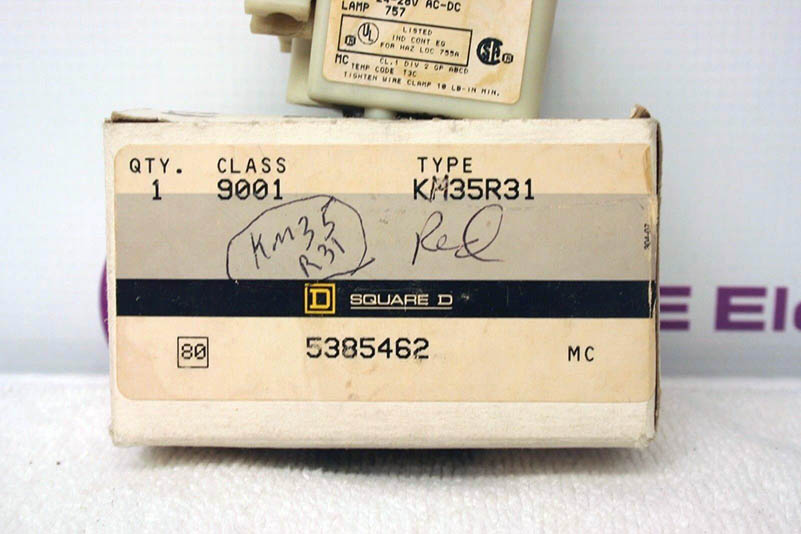 24-28V AC-DC
LAMP 757
UL
LISTED
IND CONT EQ
FOR HAZ LOC 755A
CL.1 DIV 2 GP ABCD
MC TEMP CODE T3C
TIGHTEN WIRE CLAMP 10 LB-IN MIN.
QTY. CLASS TYPE
1 9001 KM35R31
KM35
R31
Red
D SQUARE D
E Ele
80 5385462 MC